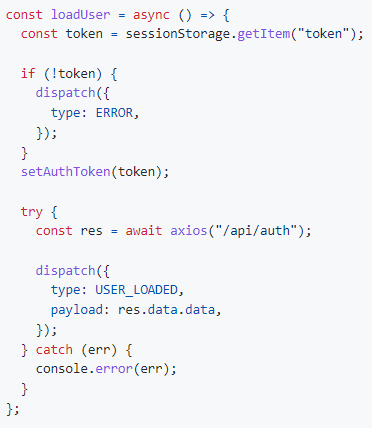 const loadUser = async () => {
  const token = sessionStorage.getItem("token");

  if (!token) {
    dispatch({
      type: ERROR,
    });
  }
  setAuthToken(token);

  try {
    const res = await axios("/api/auth");

    dispatch({
      type: USER_LOADED,
      payload: res.data.data,
    });
  } catch (err) {
    console.error(err);
  }
};